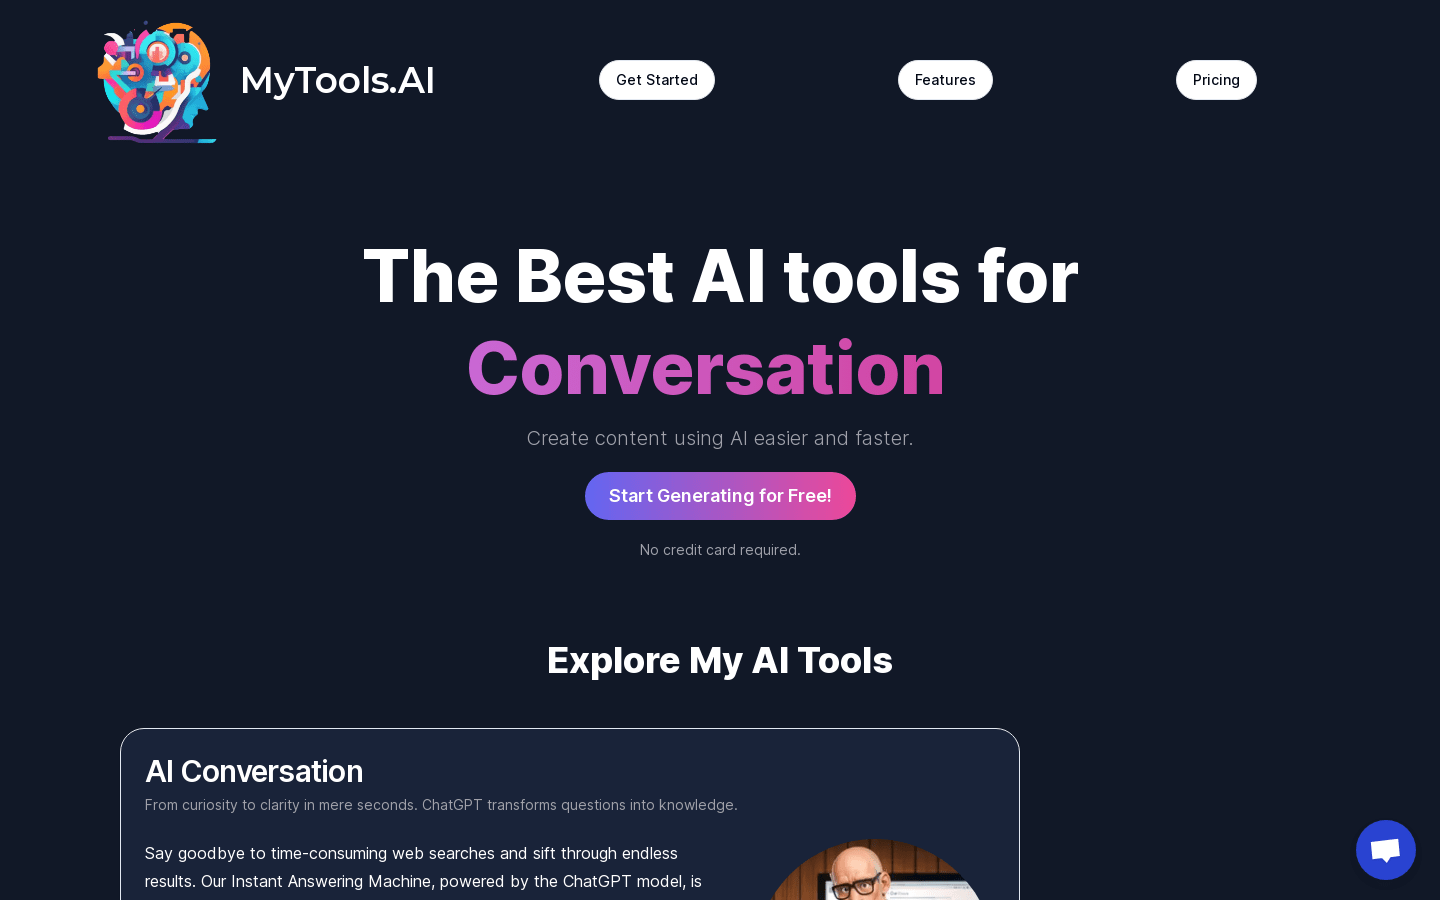 MyTools.AI
Get Started
Features
Pricing
The Best AI tools for
Conversation
Create content using AI easier and faster.
Start Generating for Free!
No credit card required.
Explore My AI Tools
AI Conversation
From curiosity to clarity in mere seconds. ChatGPT transforms questions into knowledge.
Say goodbye to time-consuming web searches and sift through endless
results. Our Instant Answering Machine, powered by the ChatGPT model, is